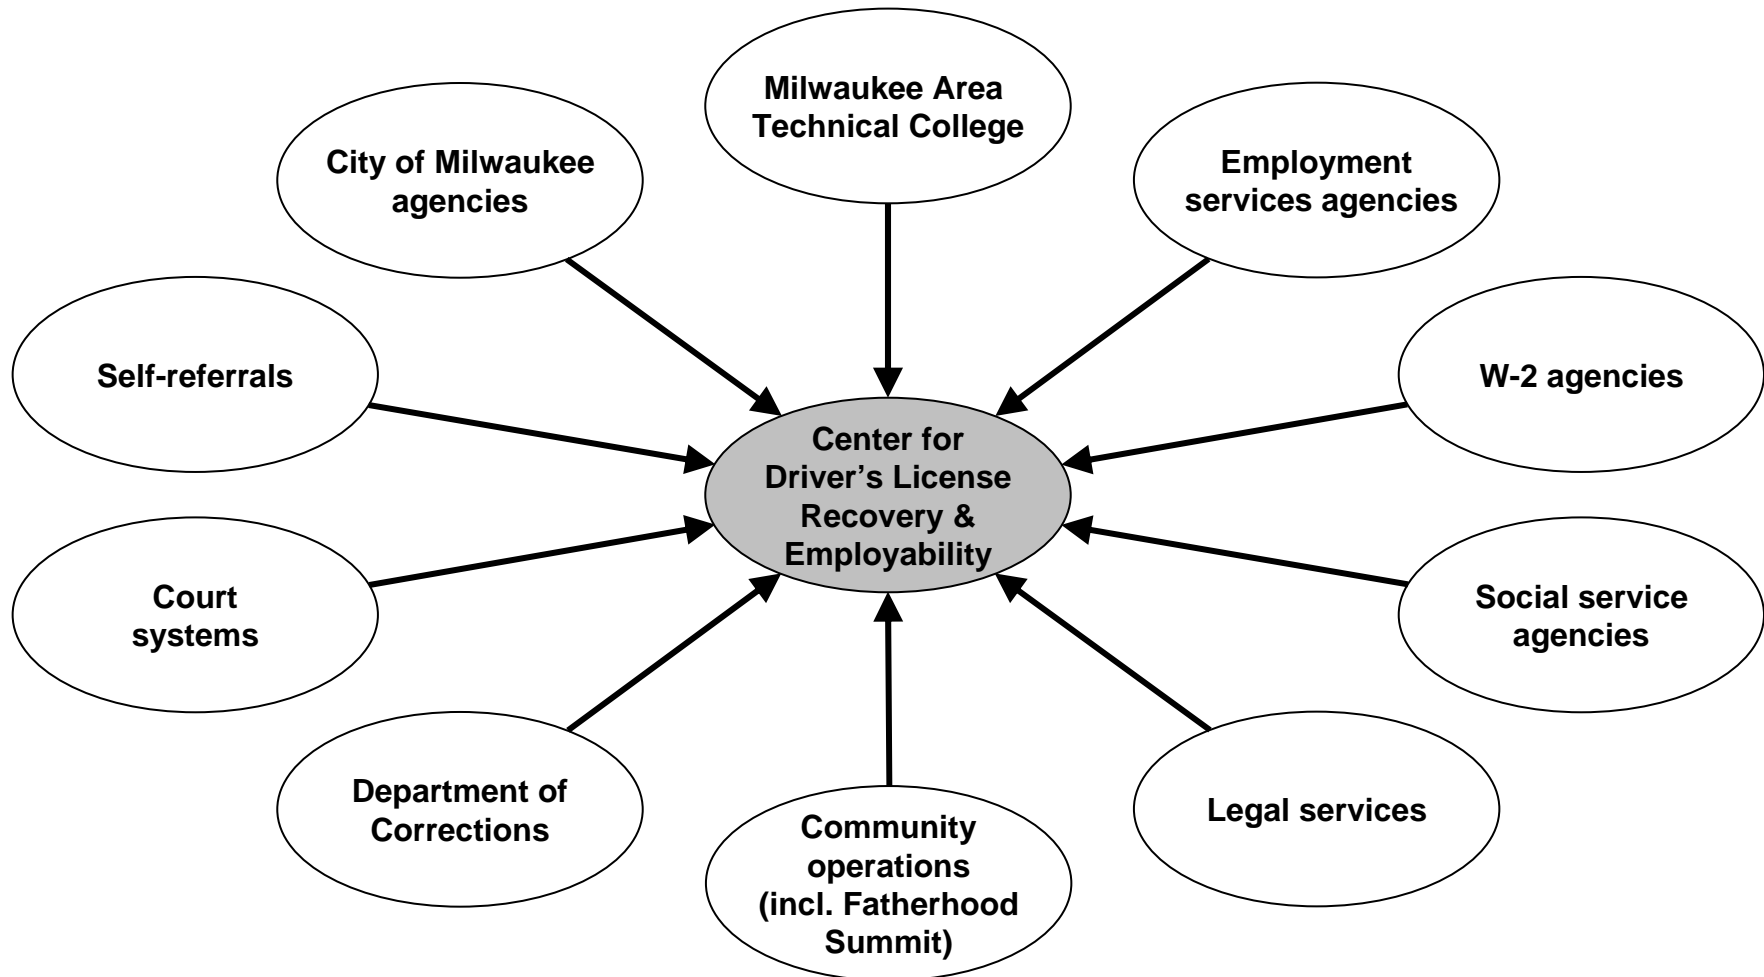 Milwaukee Area
Technical College
City of Milwaukee
agencies
Employment
services agencies
Self-referrals
W-2 agencies
Center for
Driver’s License
Recovery &
Employability
Court
systems
Social service
agencies
Department of
Corrections
Legal services
Community
operations
(incl. Fatherhood
Summit)